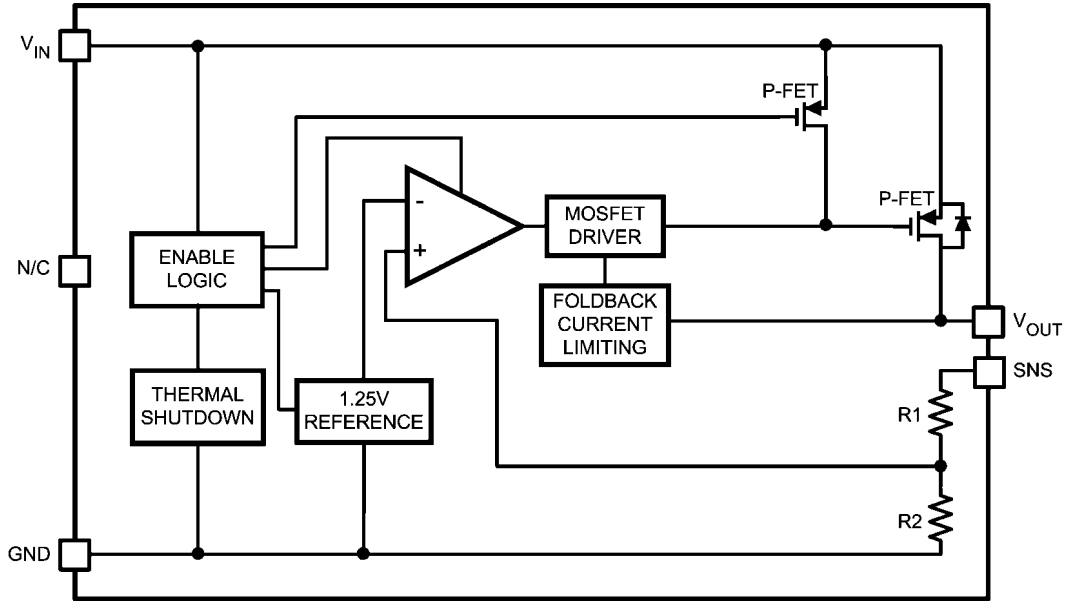 V_IN
P-FET
P-FET
-
+
MOSFET
DRIVER
ENABLE
LOGIC
N/C
FOLDBACK
CURRENT
LIMITING
V_OUT
SNS
THERMAL
SHUTDOWN
1.25V
REFERENCE
R1
R2
GND